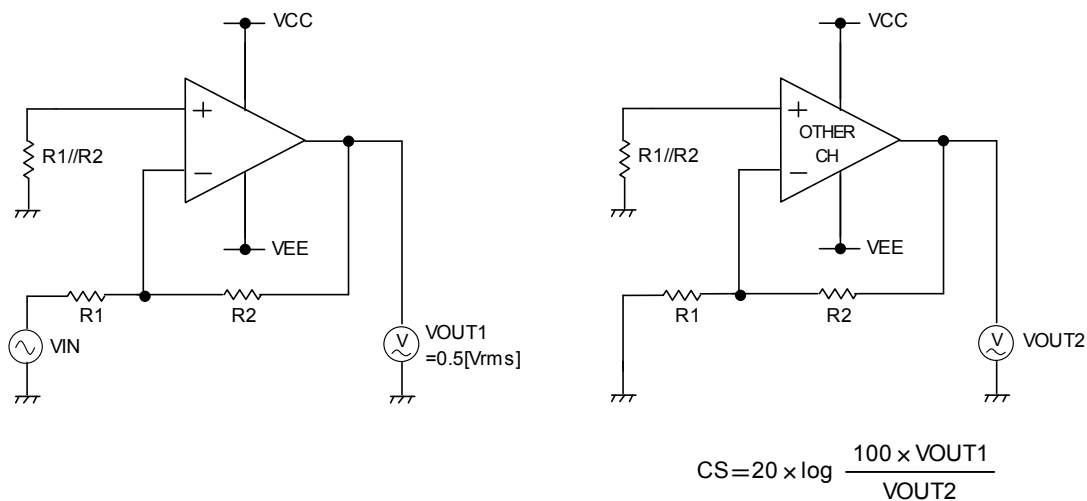 VCC
+
R1//R2
−
VEE
R1
R2
VIN
V
VOUT1
=0.5[Vrms]
VCC
+
OTHER
CH
R1//R2
−
VEE
R1
R2
V
VOUT2
CS=20×log 100×VOUT1
VOUT2